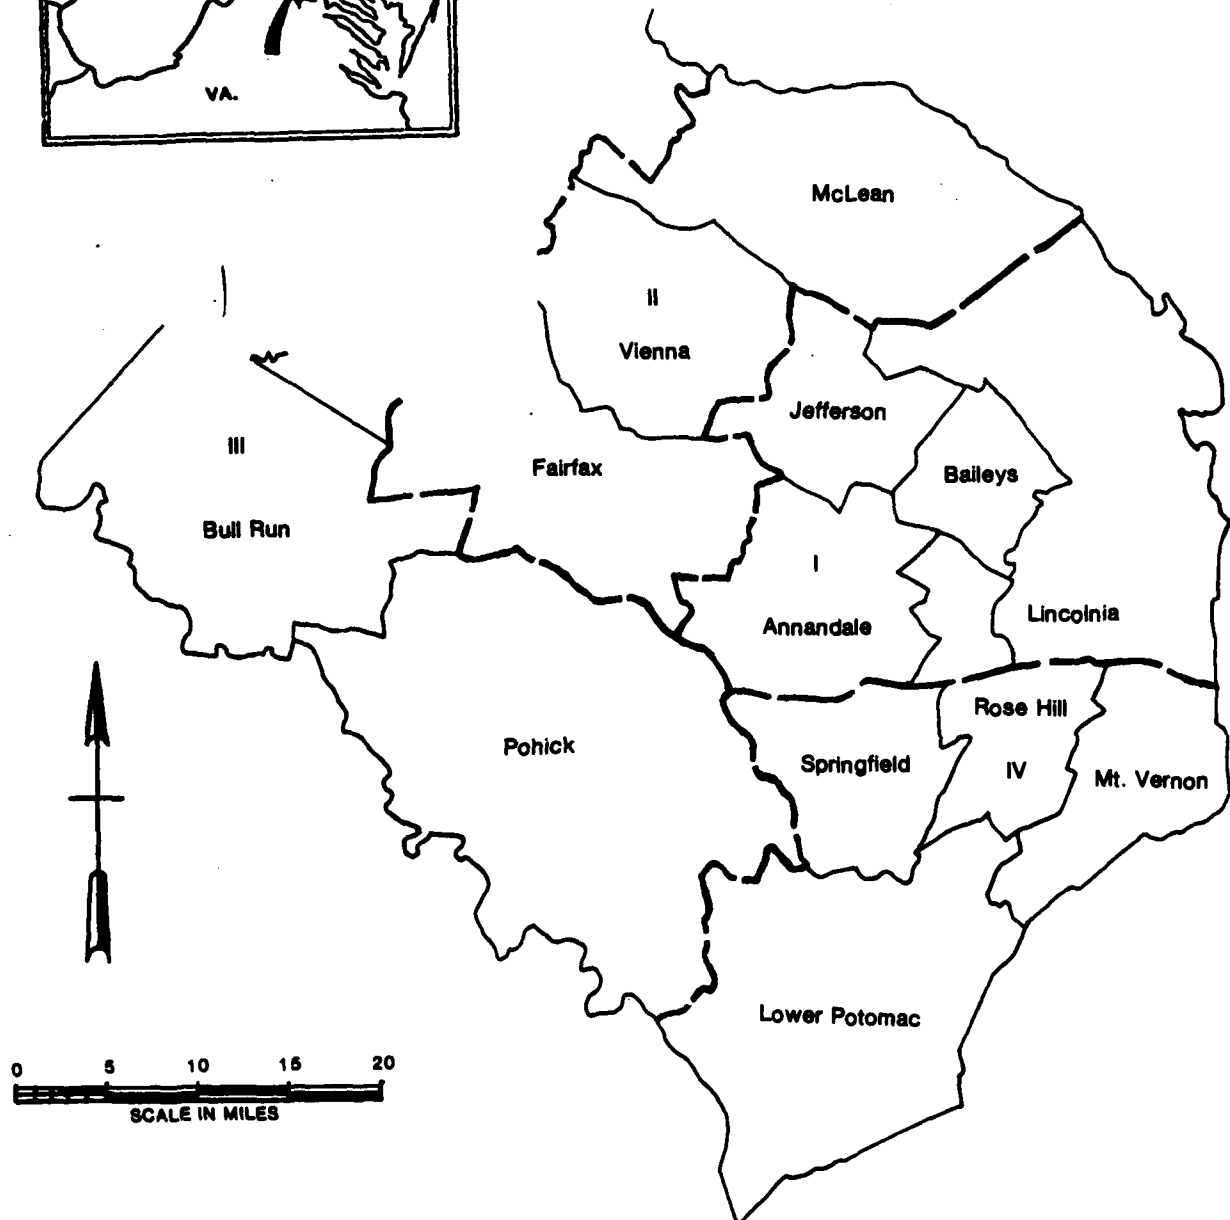 VA.
McLean
II
Vienna
Jefferson
III
Fairfax
Baileys
Bull Run
I
Annandale
Lincolnia
Rose Hill
Pohick
Springfield
IV
Mt. Vernon
Lower Potomac
0 5 10 15 20
SCALE IN MILES